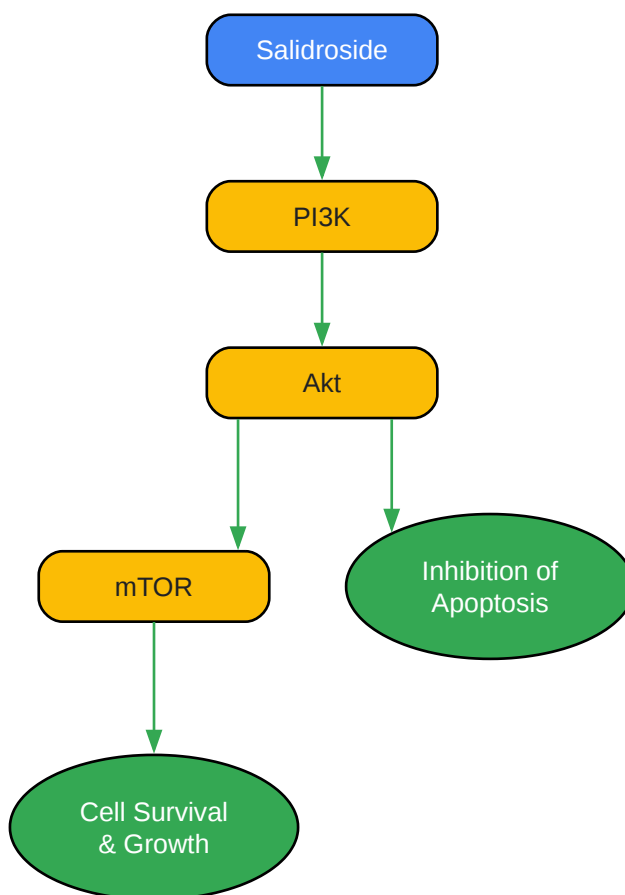 Salidroside
PI3K
Akt
mTOR
Inhibition of
Apoptosis
Cell Survival
& Growth